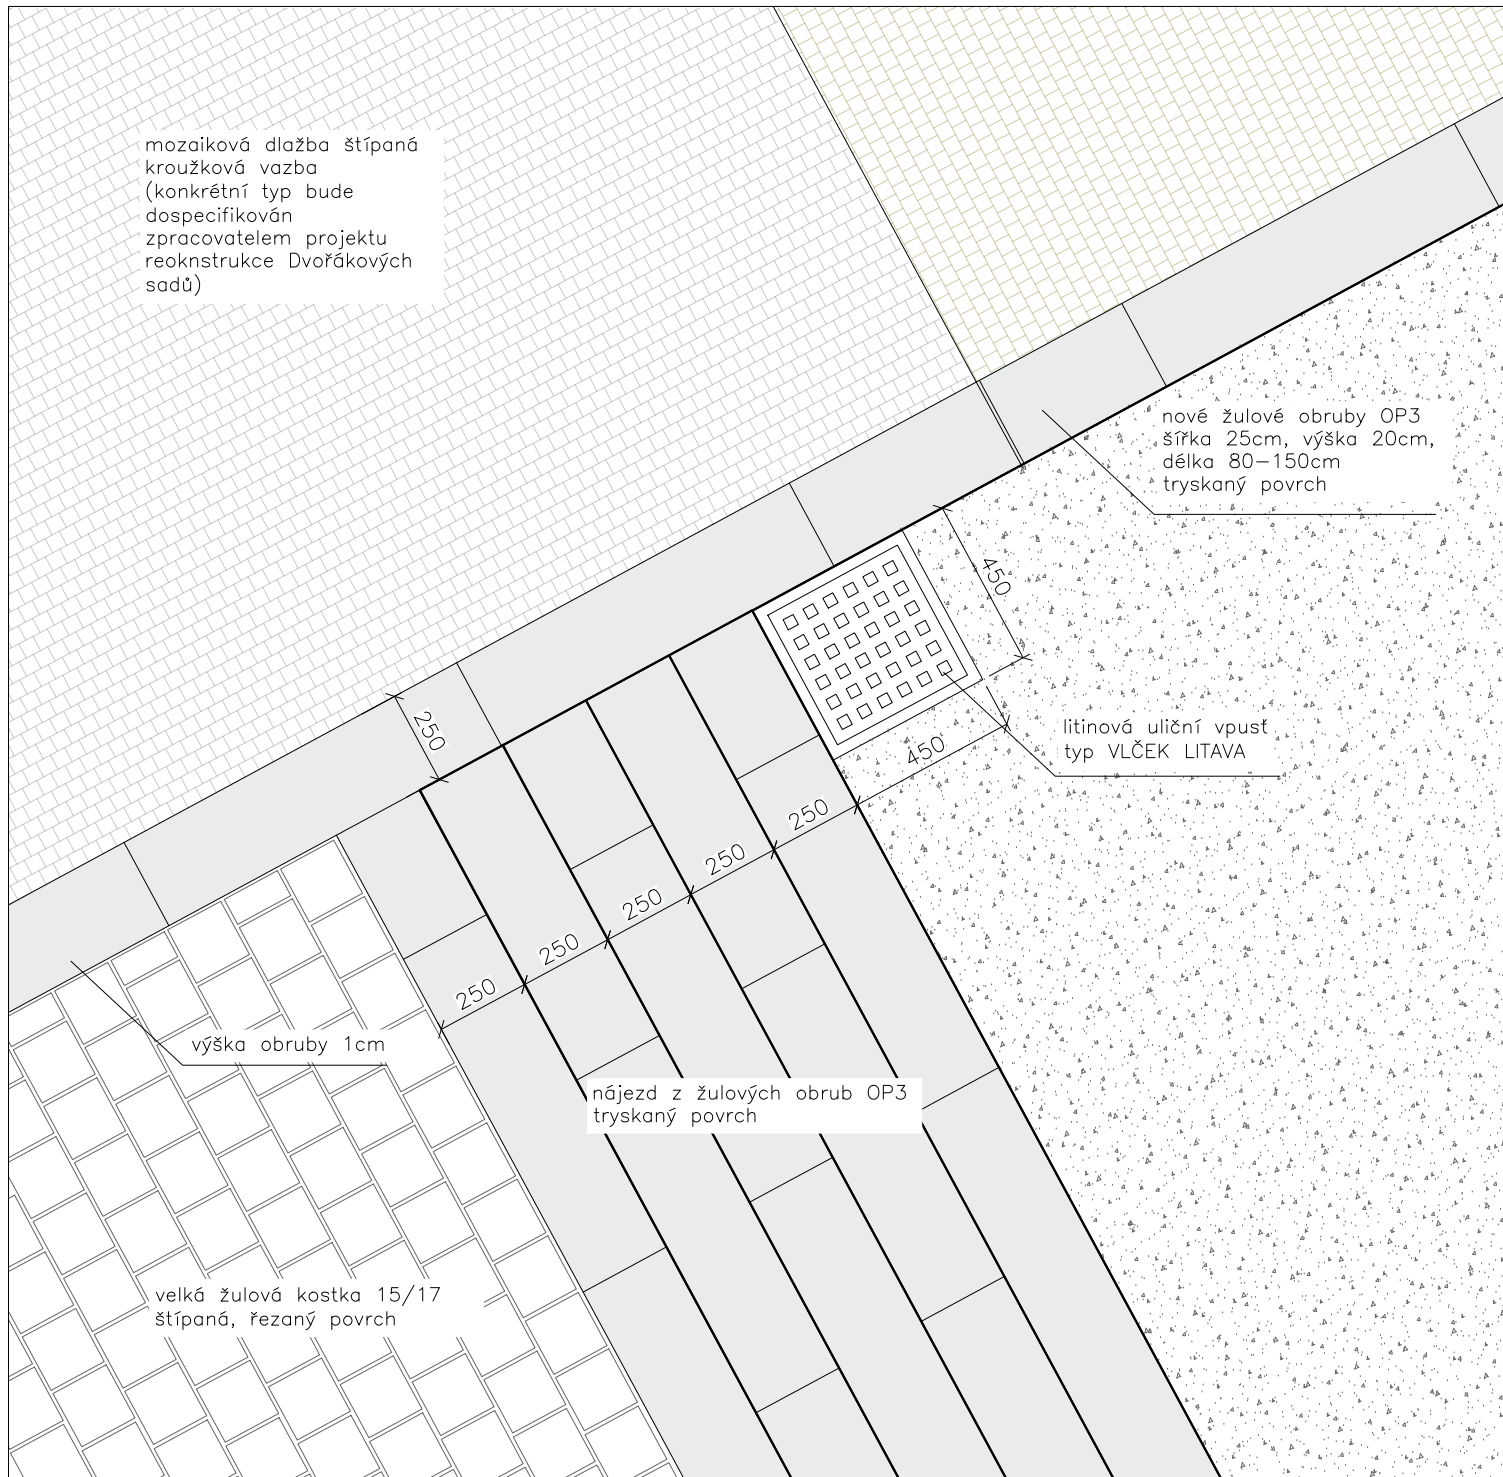 mozaiková dlažba štípaná
kroužková vazba
(konkrétní typ bude
dospecifikován
zpracovatelem projektu
reoknstrukce Dvořákových
sadů)
nové žulové obruby OP3
šířka 25cm, výška 20cm,
délka 80-150cm
tryskaný povrch
450
250
litinová uliční vpusť
typ VLČEK LITAVA
450
250
250
250
250
250
výška obruby 1cm
nájezd z žulových obrub OP3
tryskaný povrch
velká žulová kostka 15/17
štípaná, řezaný povrch